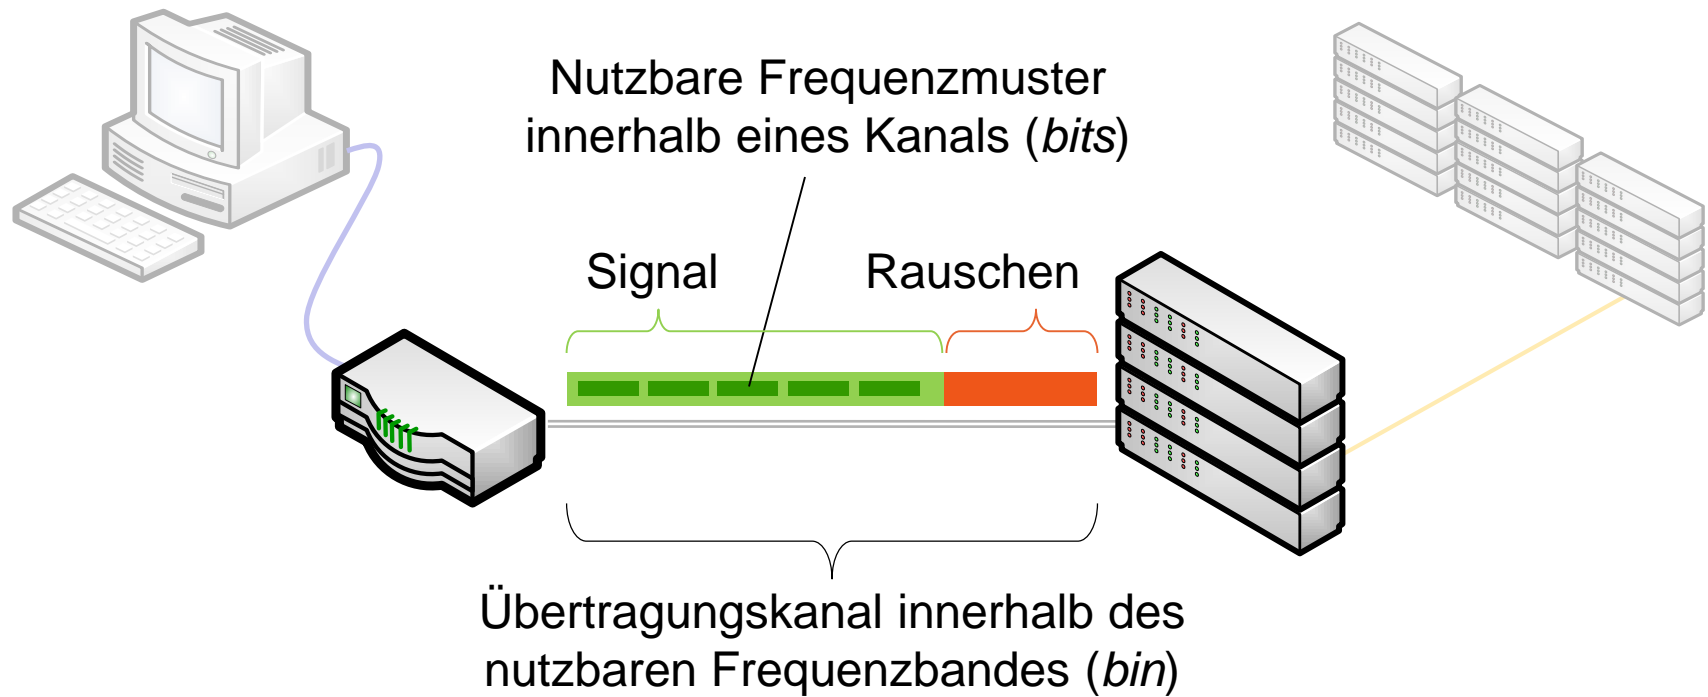 Nutzbare Frequenzmuster
innerhalb eines Kanals (bits)
Signal
Rauschen
Übertragungskanal innerhalb des
nutzbaren Frequenzbandes (bin)